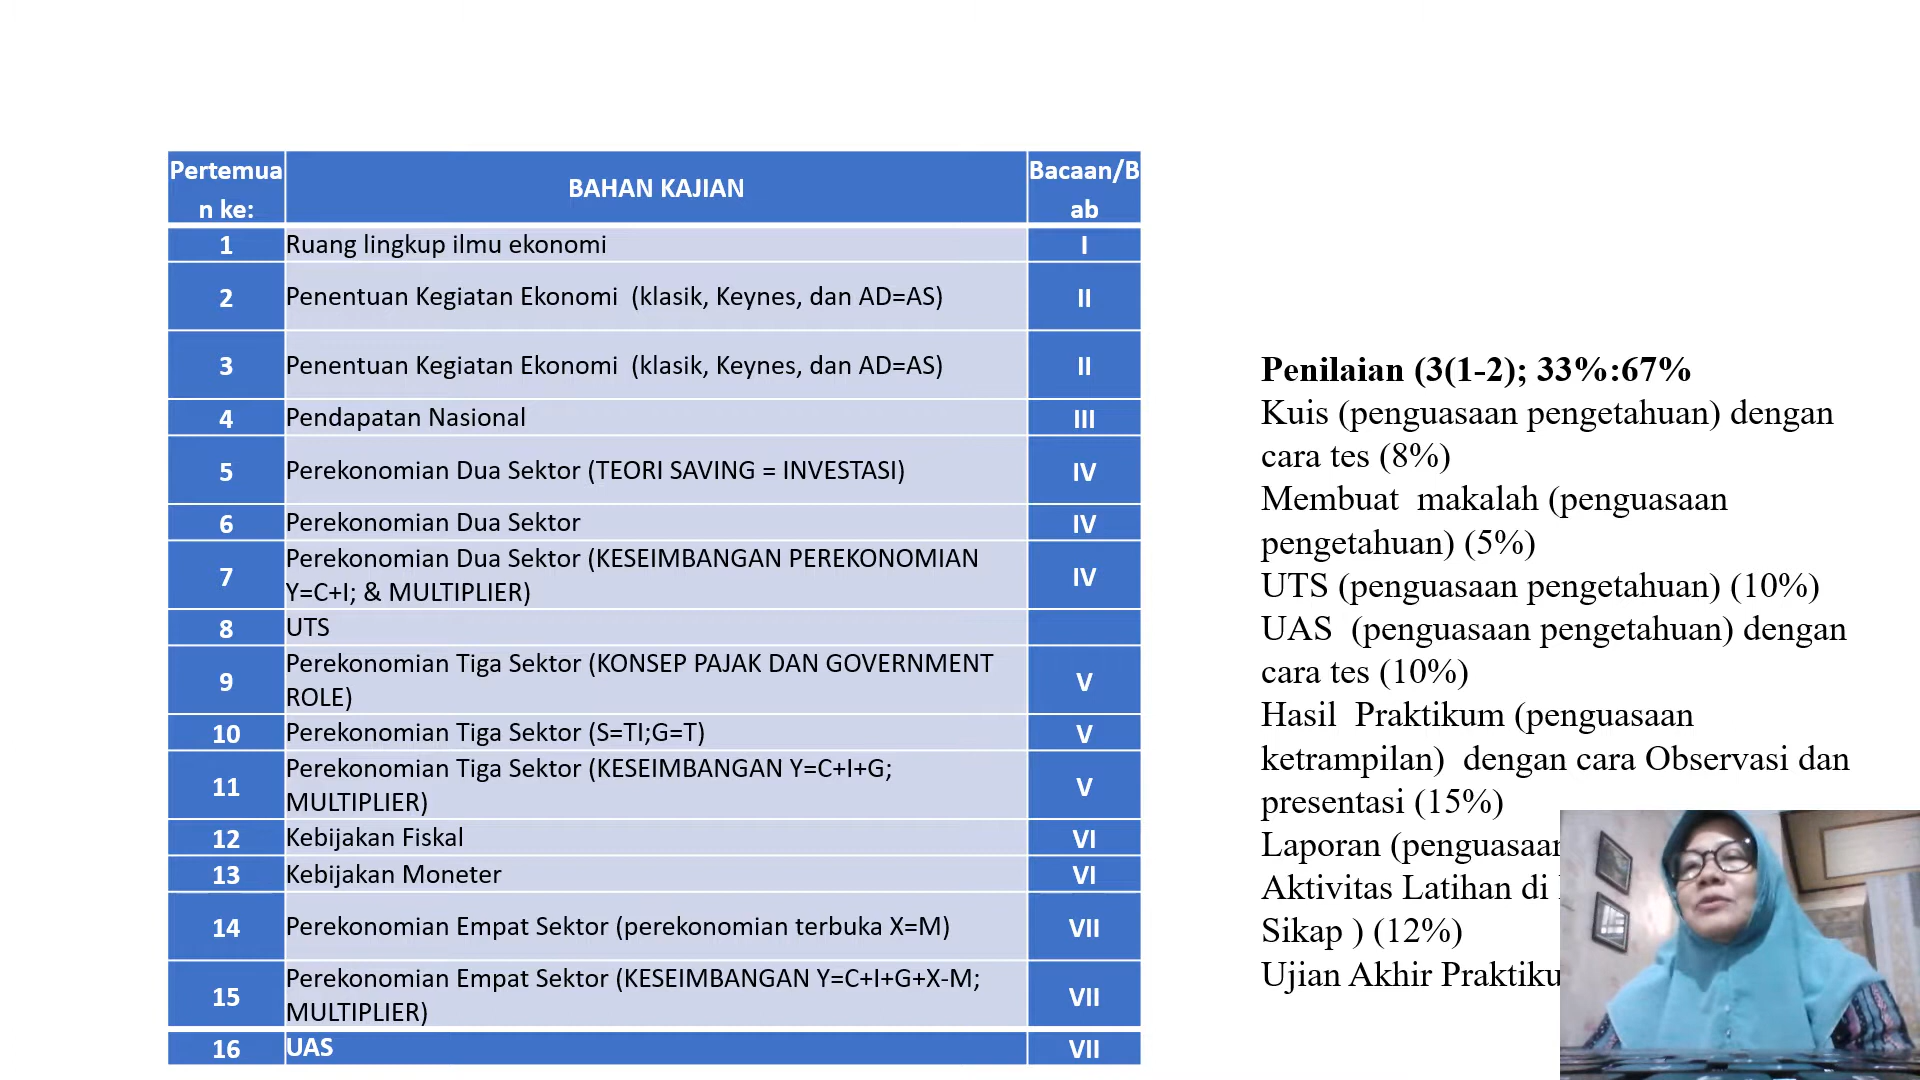 Pertemua
n ke:
BAHAN KAJIAN
Bacaan/B
ab
1 Ruang lingkup ilmu ekonomi I
2 Penentuan Kegiatan Ekonomi (klasik, Keynes, dan AD=AS) II
3 Penentuan Kegiatan Ekonomi (klasik, Keynes, dan AD=AS) II
4 Pendapatan Nasional III
5 Perekonomian Dua Sektor (TEORI SAVING = INVESTASI) IV
6 Perekonomian Dua Sektor IV
7 Perekonomian Dua Sektor (KESEIMBANGAN PEREKONOMIAN
Y=C+I; & MULTIPLIER) IV
8 UTS
9 Perekonomian Tiga Sektor (KONSEP PAJAK DAN GOVERNMENT
ROLE) V
10 Perekonomian Tiga Sektor (S=TI;G=T) V
11 Perekonomian Tiga Sektor (KESEIMBANGAN Y=C+I+G;
MULTIPLIER) V
12 Kebijakan Fiskal VI
13 Kebijakan Moneter VI
14 Perekonomian Empat Sektor (perekonomian terbuka X=M) VII
15 Perekonomian Empat Sektor (KESEIMBANGAN Y=C+I+G+X-M;
MULTIPLIER) VII
16 UAS VII
Penilaian (3(1-2); 33%:67%
Kuis (penguasaan pengetahuan) dengan
cara tes (8%)
Membuat makalah (penguasaan
pengetahuan) (5%)
UTS (penguasaan pengetahuan) (10%)
UAS (penguasaan pengetahuan) dengan
cara tes (10%)
Hasil Praktikum (penguasaan
ketrampilan) dengan cara Observasi dan
presentasi (15%)
Laporan (penguasaan
Aktivitas Latihan di
Sikap ) (12%)
Ujian Akhir